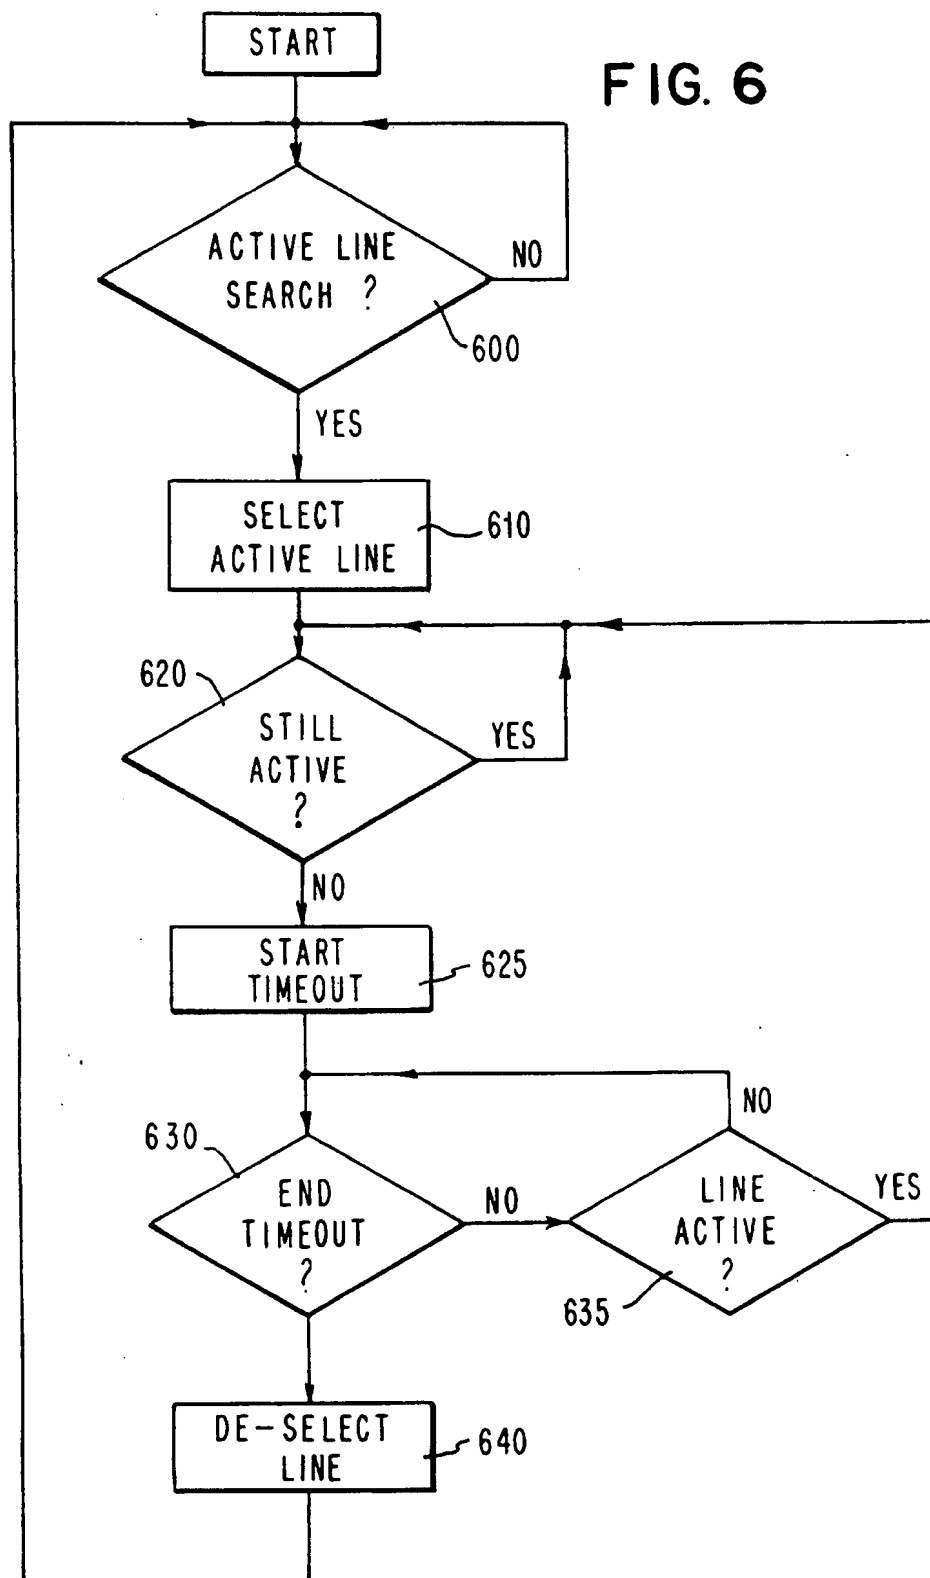 START
FIG. 6
ACTIVE LINE
SEARCH ?
NO
600
YES
SELECT
ACTIVE LINE
610
620
STILL
ACTIVE
?
YES
NO
START
TIMEOUT
625
NO
630
END
TIMEOUT
?
NO
LINE
ACTIVE
?
YES
635
DE-SELECT
LINE
640